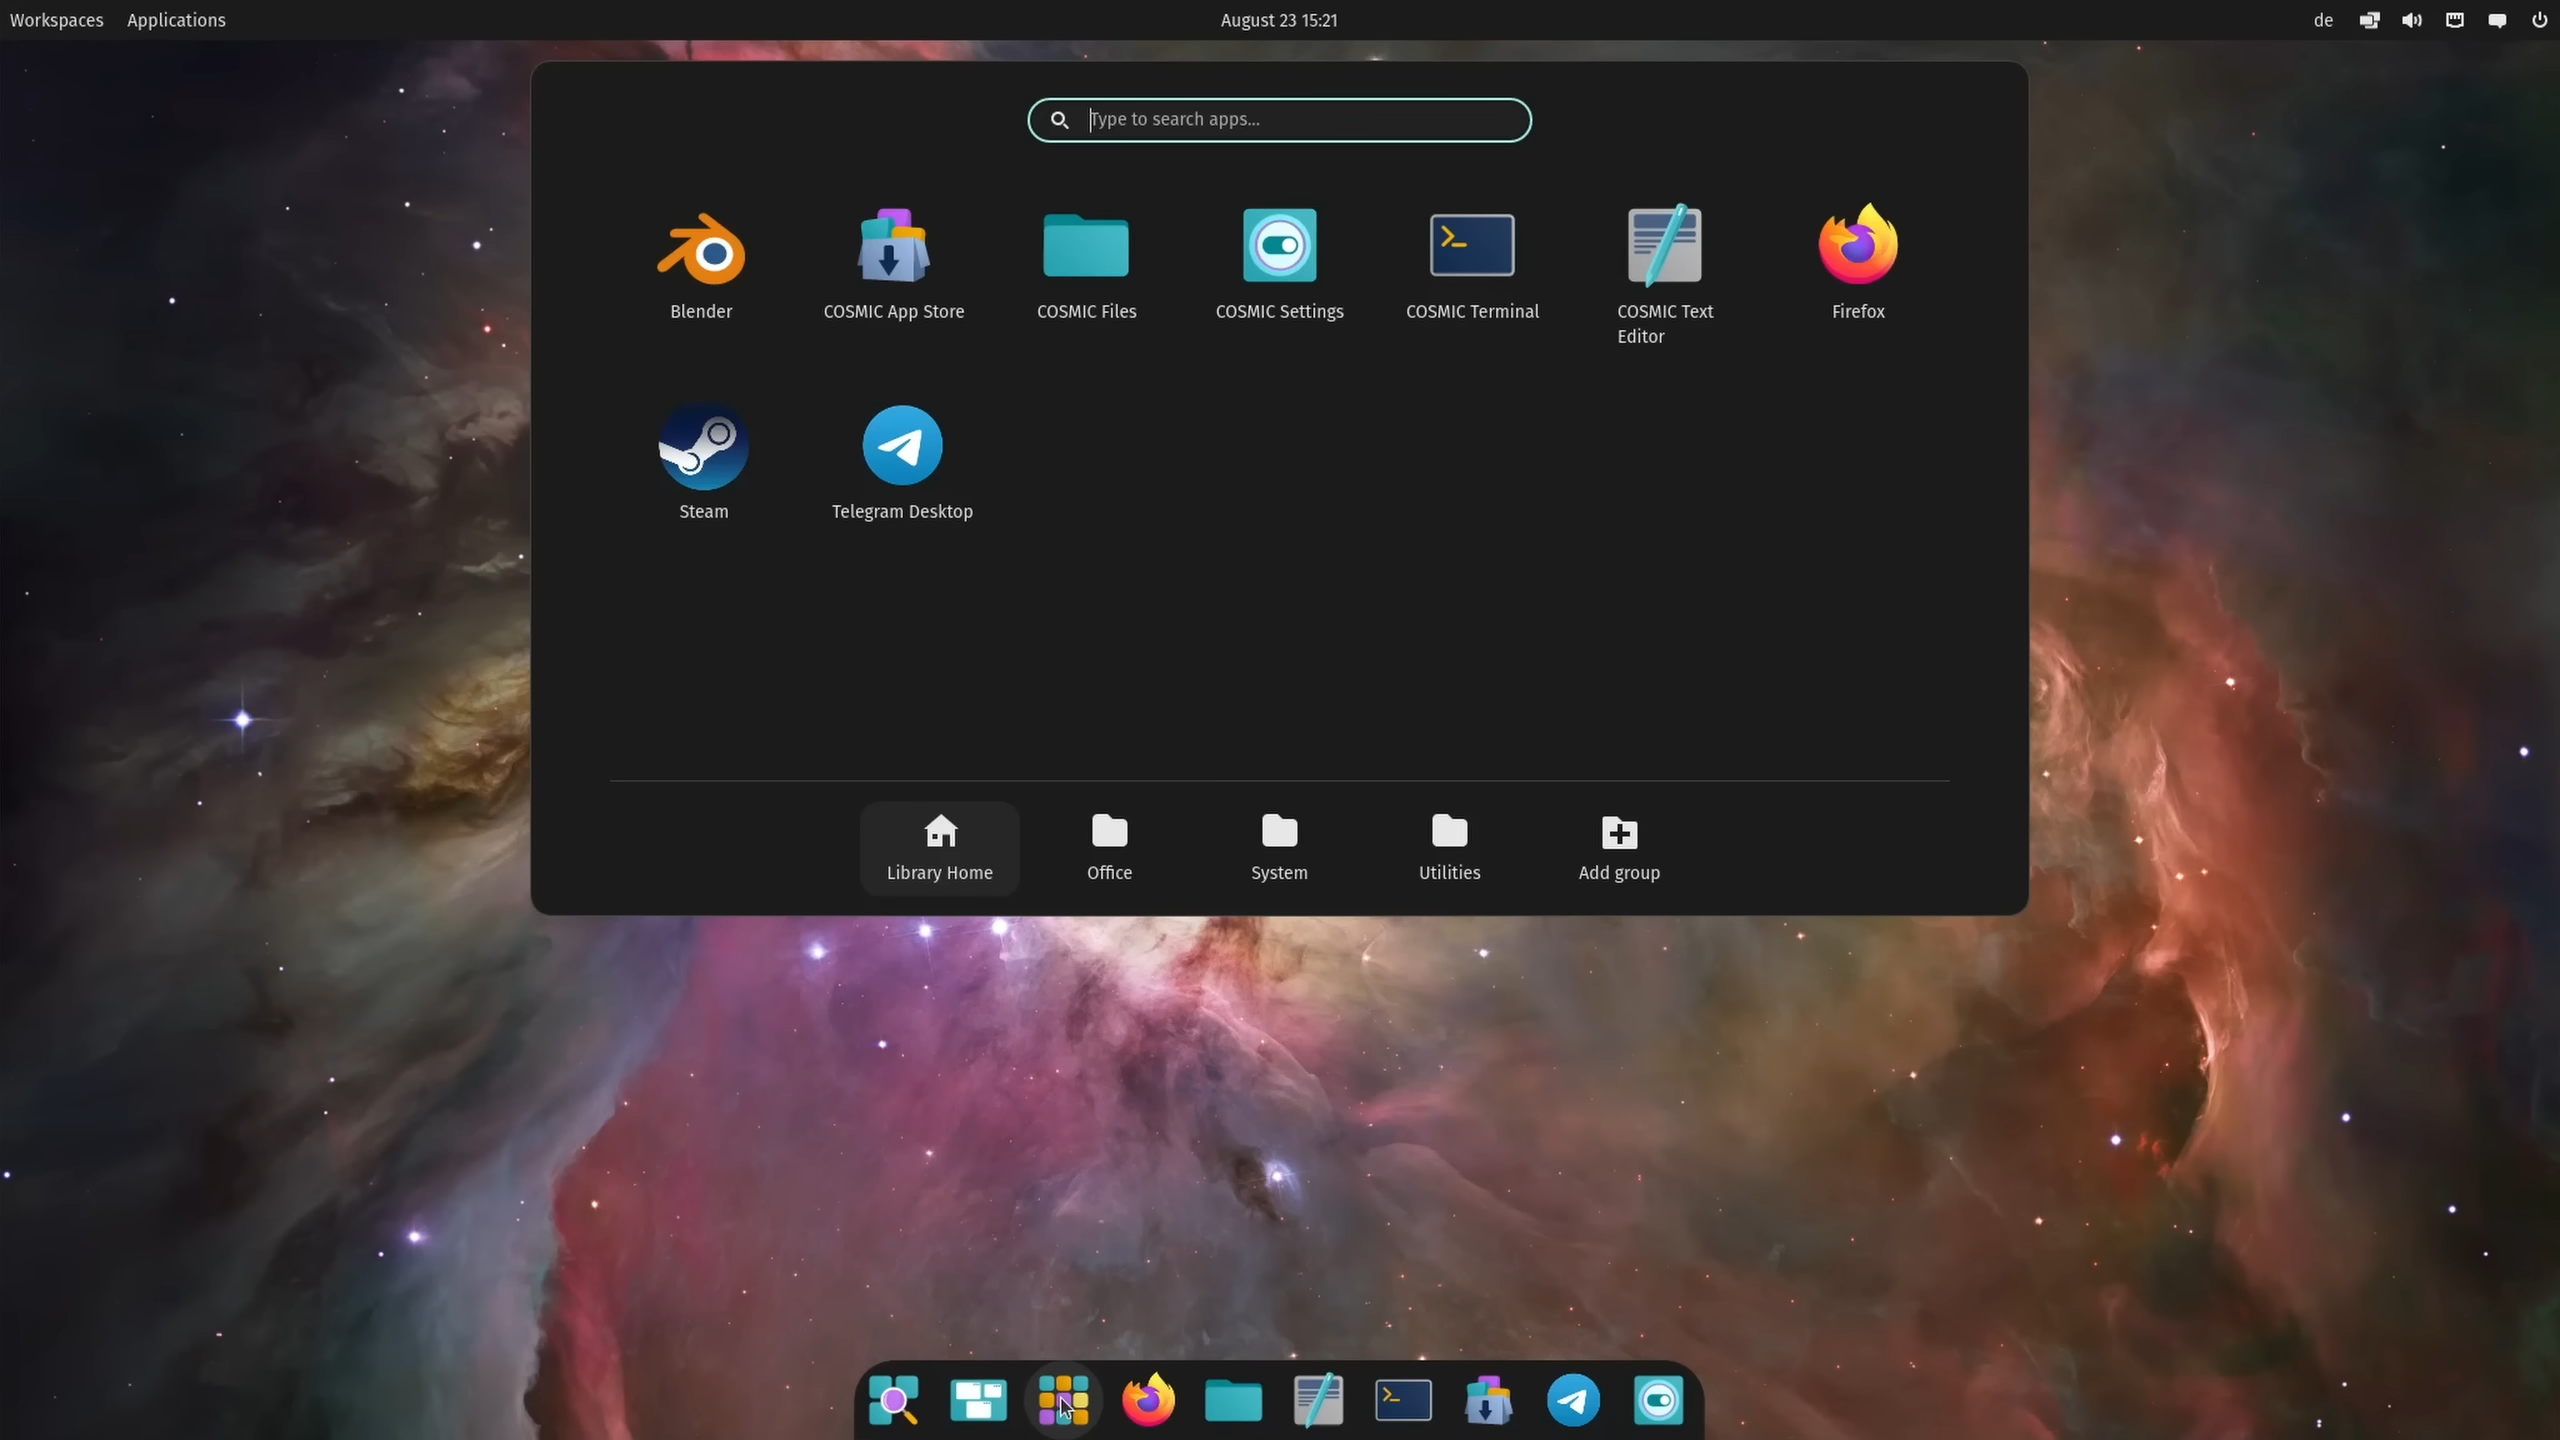 Workspaces Applications August 23 15:21 de
Type to search apps...
Blender COSMIC App Store COSMIC Files COSMIC Settings COSMIC Terminal COSMIC Text Firefox
Editor
Steam Telegram Desktop
Library Home Office System Utilities Add group